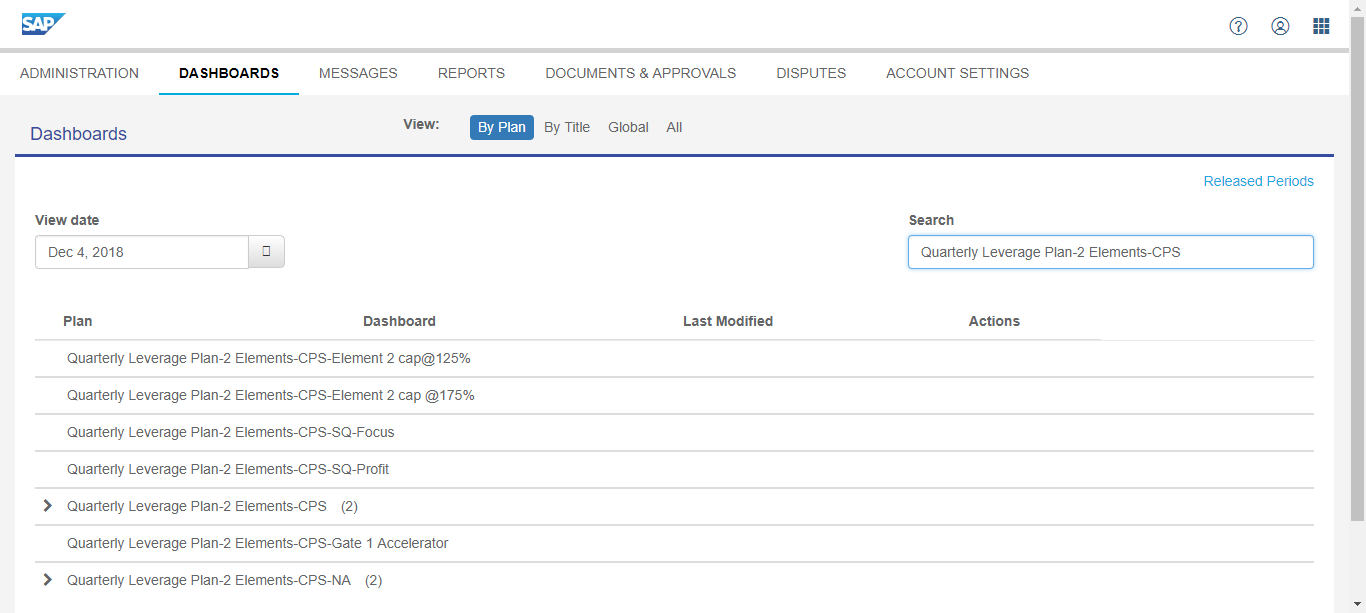 SAP
?
ADMINISTRATION DASHBOARDS MESSAGES REPORTS DOCUMENTS & APPROVALS DISPUTES ACCOUNT SETTINGS
Dashboards View: By Plan By Title Global All
Released Periods
View date Search
Dec 4, 2018 Quarterly Leverage Plan-2 Elements-CPS
Plan Dashboard Last Modified Actions
Quarterly Leverage Plan-2 Elements-CPS-Element 2 cap@125%
Quarterly Leverage Plan-2 Elements-CPS-Element 2 cap @175%
Quarterly Leverage Plan-2 Elements-CPS-SQ-Focus
Quarterly Leverage Plan-2 Elements-CPS-SQ-Profit
Quarterly Leverage Plan-2 Elements-CPS (2)
Quarterly Leverage Plan-2 Elements-CPS-Gate 1 Accelerator
Quarterly Leverage Plan-2 Elements-CPS-NA (2)